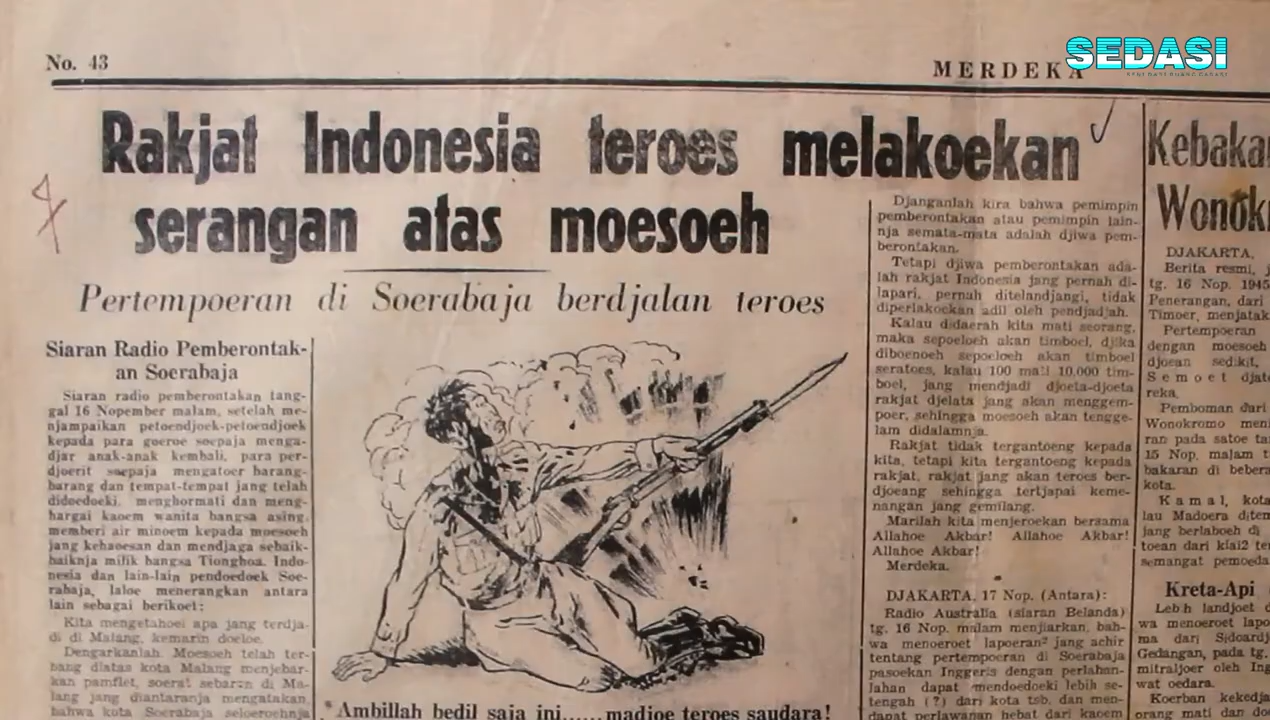 No. 43
MERDEKA
SEDASI
Rakjat Indonesia teroes melakoekan
serangan atas moesoeh
Pertempoeran di Soerabaja berdjalan teroes
Siaran Radio Pemberontak-
an Soerabaja
Siaran radio pemberontakan tang-
gal 16 Nopember malam, setelah me-
njampaikan petoendjoek-petoendjoek
kepada para goeroe soepaja menga-
djar anak-anak kembali, para per-
djoerit soepaja mengatoer barang-
barang dan tempat-tempat jang telah
didoedoeki, menghormati dan meng-
hargai kaoem wanita bangsa asing,
memberi air minoem kepada moesoeh
jang kehaoesan dan mendjaga sebaik-
baiknja milik bangsa Tionghoa, Indo-
nesia dan lain-lain pendoedoek Soe-
rabaja, laloe menerangkan antara
lain sebagai berikoet:
Kita mengetahoei apa jang terdja-
di di Malang, kemarin doeloe.
Dengarkanlah. Moesoeh telah ter-
bang diatas kota Malang menjebar-
kan pamflet, soerat sebaran di Ma-
lang jang diantaranja mengatakan,
bahwa kota Soerabaja seloeroehnja
"Ambillah bedil saja ini......madjoe teroes saudara!
Djanganlah kira bahwa pemimpin
pemberontakan atau pemimpin lain-
nja semata-mata adalah djiwa pem-
berontakan.
Tetapi djiwa pemberontakan ada-
lah rakjat Indonesia jang pernah di-
lapari, pernah ditelandjangi, tidak
diperlakoekan adil oleh pendjadjah.
Kalau didaerah kita mati seorang,
maka sepoeloeh akan timboel, djika
diboenoeh sepoeloeh akan timboel
seratoes, kalau 100 mati 10.000 tim-
boel, jang mendjadi djoeta-djoeta
rakjat djelata jang akan menggem-
poer, sehingga moesoeh akan tengge-
lam didalamnja.
Rakjat tidak tergantoeng kepada
kita, tetapi kita tergantoeng kepada
rakjat, rakjat jang akan teroes ber-
djoeang sehingga tertjapai keme-
nangan jang gemilang.
Marilah kita menjeroekan bersama
Allahoe Akbar! Allahoe Akbar!
Allahoe Akbar!
Merdeka.
DJAKARTA, 17 Nop. (Antara):
Radio Australia (siaran Belanda)
tg. 16 Nop. malam menjiarkan, bah-
wa menoeroet lapoeran² jang achir
tentang pertempoeran di Soerabaja
pasoekan Inggeris dengan perlahan-
lahan dapat mendoedoeki lebih se-
tengah (?) dari kota tsb, dan men-
dapat perlawanan hebat dari kaoem
Kebaka
Wonok
DJAKARTA,
Berita resmi, j
tg. 16 Nop. 1945
Penerangan, dari
Timoer, menjatak
Pertempoeran
dengan moesoeh
djoean sedikit,
Semoet djat
reka.
Pemboman dari
Wonokromo men
ran pada satoe ta
15 Nop. malam t
bakaran di bebera
kota.
Kamal, kota
lau Madoera ditem
jang berlaboeh di
toean dari kiai2 te
semangat pemoeda
Kreta-Api
Lebih landjoet d
wa menoeroet lapo
ma dari Sidoardj
Gedangan, pada tg.
mitraljoer oleh Ing
wat oedara.
Koerban kekedja
orang mati dan do